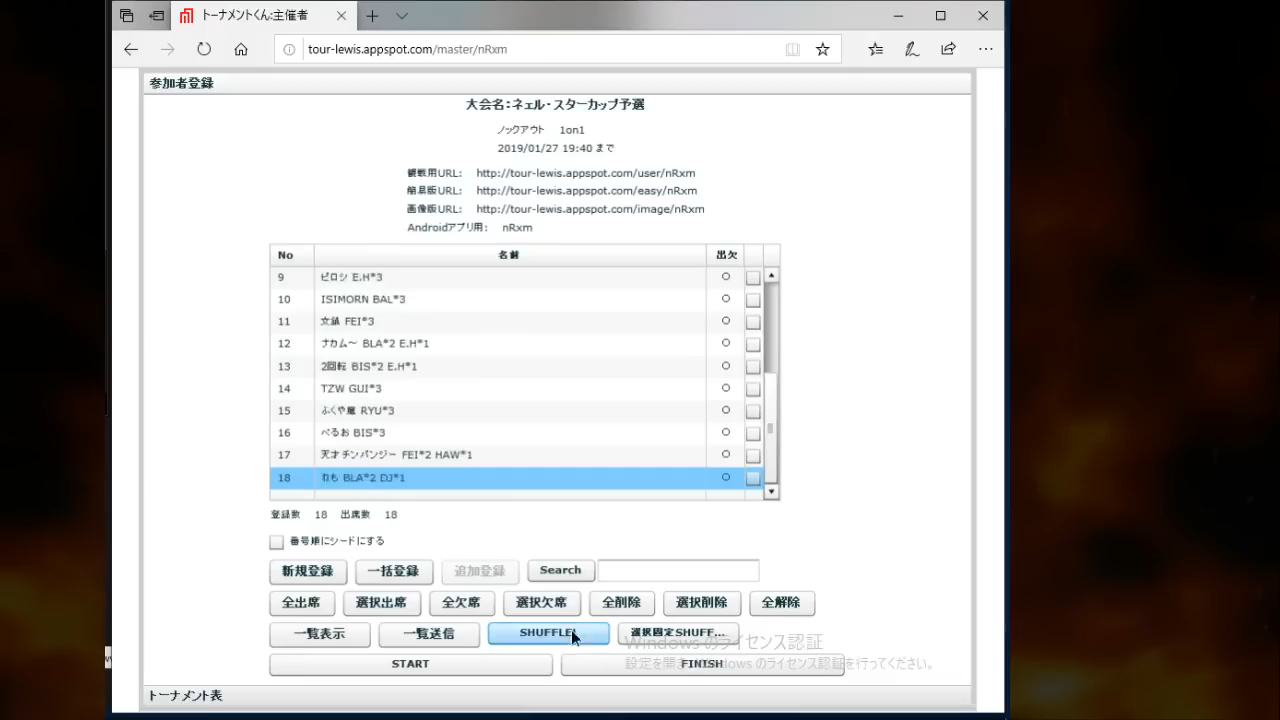 トーナメントくん:主催者
tour-lewis.appspot.com/master/nRxm
参加者登録
大会名:ネェル・スターカップ予選
ノックアウト 1on1
2019/01/27 19:40 まで
観戦用URL: http://tour-lewis.appspot.com/user/nRxm
簡易版URL: http://tour-lewis.appspot.com/easy/nRxm
画像版URL: http://tour-lewis.appspot.com/image/nRxm
Androidアプリ用: nRxm
No 名前 出欠
9 ピロシ E.H*3 ○
10 ISIMORN BAL*3 ○
11 文鎮 FEI*3 ○
12 ナカム〜 BLA*2 E.H*1 ○
13 2回転 BIS*2 E.H*1 ○
14 TZW GUI*3 ○
15 ふくや魔 RYU*3 ○
16 べるお BIS*3 ○
17 天才チンパンジー FEI*2 HAW*1 ○
18 わも BLA*2 DJ*1 ○
登録数 18 出席数 18
番号順にシードにする
新規登録 一括登録 追加登録 Search
全出席 選択出席 全欠席 選択欠席 全削除 選択削除 全解除
一覧表示 一覧送信 SHUFFLE! 選択固定SHUFF...
Windows のライセンス認証
START FINISH
設定を開き、Windows のライセンス認証を行ってください。
トーナメント表